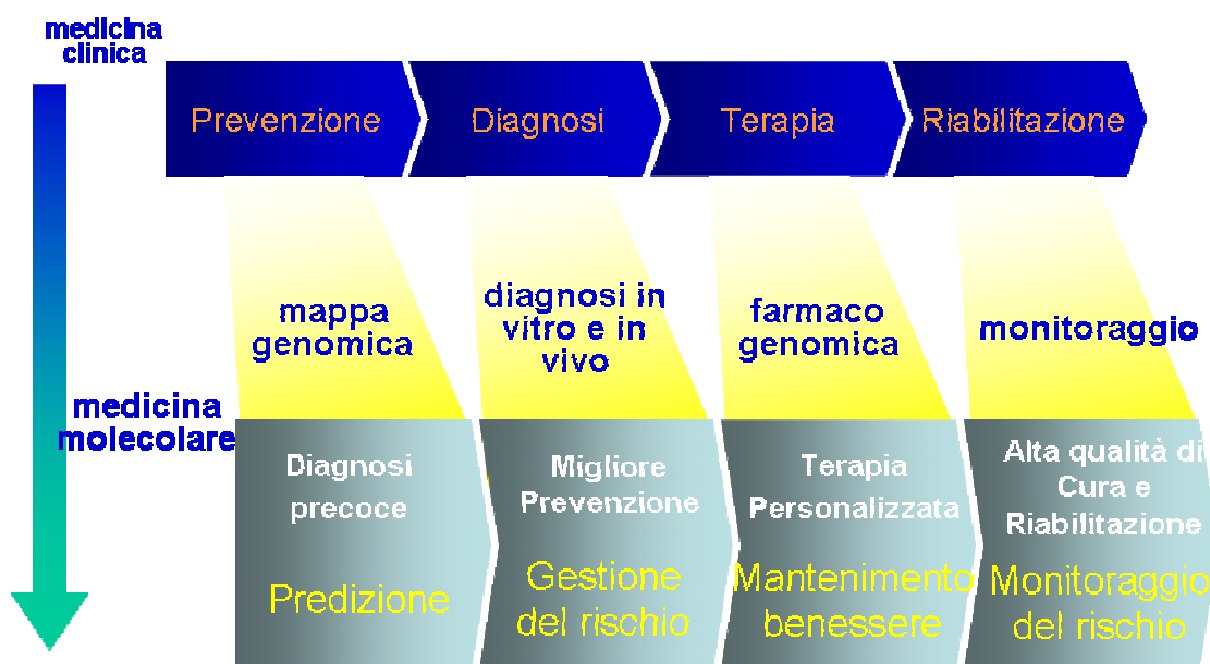 medicina
clinica
Prevenzione
Diagnosi
Terapia
Riabilitazione
mappa
genomica
diagnosi in
vitro e in
vivo
farmaco
genomica
monitoraggio
medicina
molecolare
Diagnosi
precoce
Predizione
Migliore
Prevenzione
Gestione
del rischio
Terapia
Personalizzata
Mantenimento
benessere
Alta qualità di
Cura e
Riabilitazione
Monitoraggio
del rischio